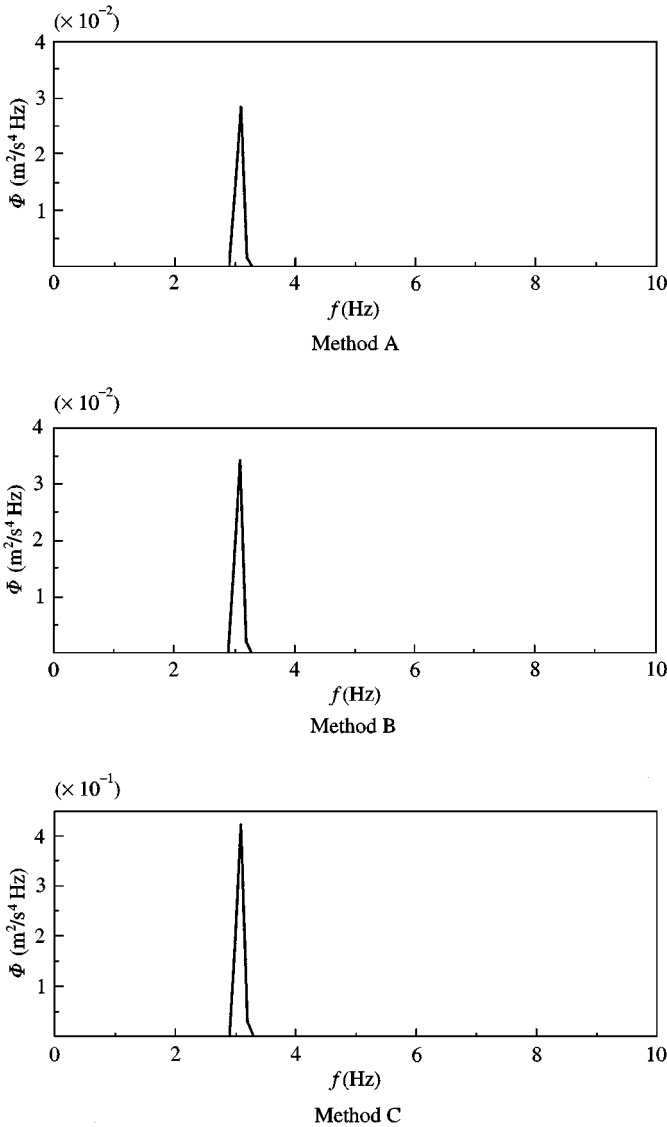 (× 10⁻²)
4
3
2
1
Φ (m²/s⁴ Hz)
0 2 4 6 8 10
f (Hz)
Method A
(× 10⁻²)
4
3
2
1
Φ (m²/s⁴ Hz)
0 2 4 6 8 10
f (Hz)
Method B
(× 10⁻¹)
4
3
4
1
Φ (m²/s⁴ Hz)
0 2 4 6 8 10
f (Hz)
Method C